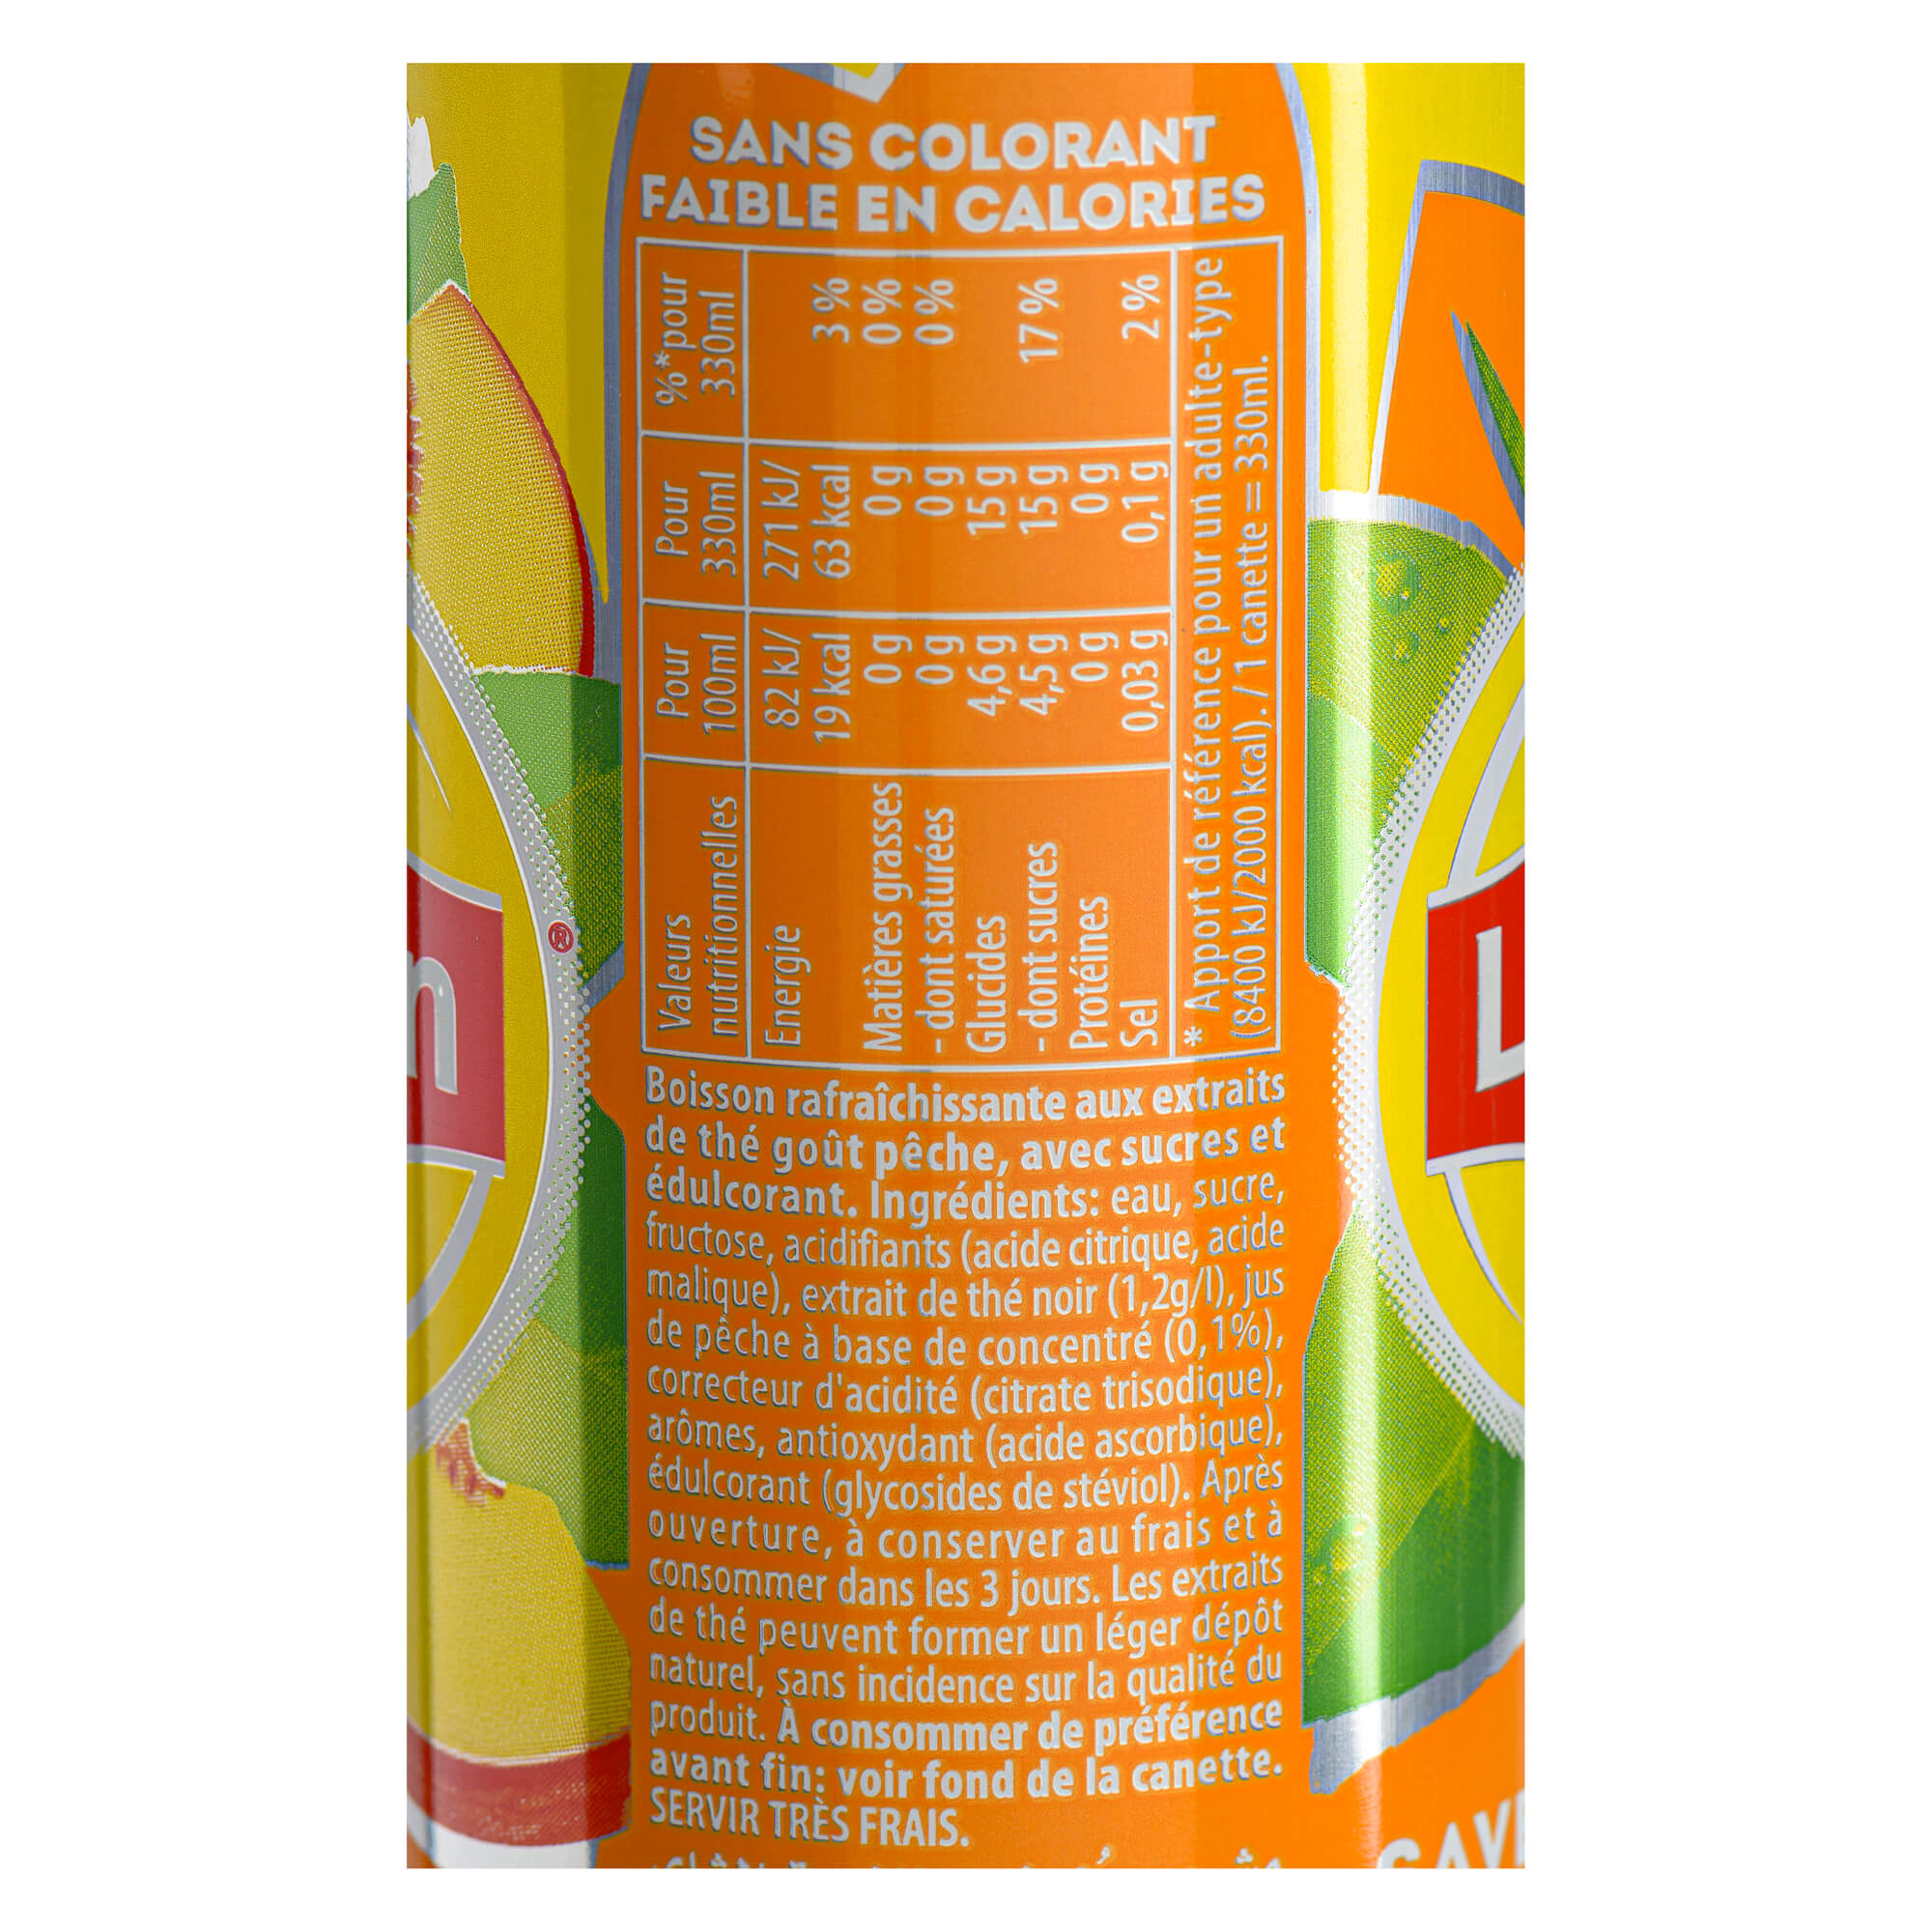 SANS COLORANT
FAIBLE EN CALORIES
Valeurs nutritionnelles Pour 100ml Pour 330ml %*pour 330ml
Energie 82 kJ/ 19 kcal 271 kJ/ 63 kcal 3%
Matières grasses 0g 0g 0%
- dont saturées 0g 0g 0%
Glucides 4,6g 15g
- dont sucres 4,5g 15g 17%
Protéines 0g 0g
Sel 0,03g 0,1g 2%
* Apport de référence pour un adulte-type
(8400 kJ/2000 kcal). / 1 canette = 330ml.
Boisson rafraîchissante aux extraits
de thé goût pêche, avec sucres et
édulcorant. Ingrédients: eau, sucre,
fructose, acidifiants (acide citrique, acide
malique), extrait de thé noir (1,2g/l), jus
de pêche à base de concentré (0,1%),
correcteur d'acidité (citrate trisodique),
arômes, antioxydant (acide ascorbique),
édulcorant (glycosides de stéviol). Après
ouverture, à conserver au frais et à
consommer dans les 3 jours. Les extraits
de thé peuvent former un léger dépôt
naturel, sans incidence sur la qualité du
produit. À consommer de préférence
avant fin: voir fond de la canette.
SERVIR TRÈS FRAIS.
n®
L